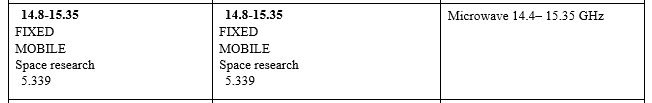 14.8-15.35
FIXED
MOBILE
Space research
5.339
14.8-15.35
FIXED
MOBILE
Space research
5.339
Microwave 14.4– 15.35 GHz